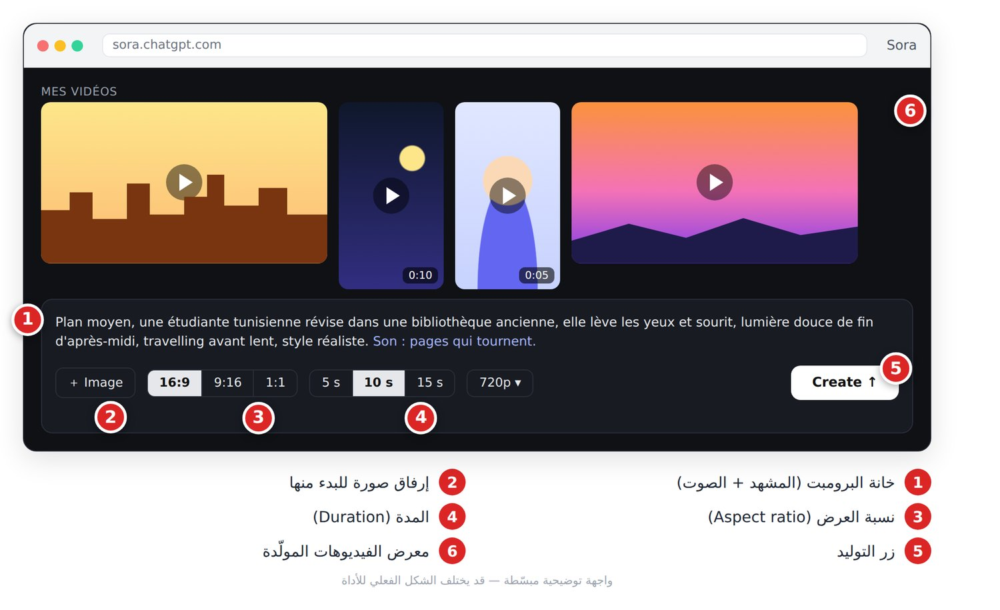 sora.chatgpt.com
Sora
MES VIDÉOS
6
0:10
0:05
1
Plan moyen, une étudiante tunisienne révise dans une bibliothèque ancienne, elle lève les yeux et sourit, lumière douce de fin
d'après-midi, travelling avant lent, style réaliste. Son : pages qui tournent.
+ Image
16:9
9:16
1:1
5 s
10 s
15 s
720p ▾
Create ↑
5
2
3
4
1 خانة البرومبت (المشهد + الصوت)
2 إرفاق صورة للبدء منها
3 نسبة العرض (Aspect ratio)
4 المدة (Duration)
5 زر التوليد
6 معرض الفيديوهات المولّدة
واجهة توضيحية مبسّطة — قد يختلف الشكل الفعلي للأداة